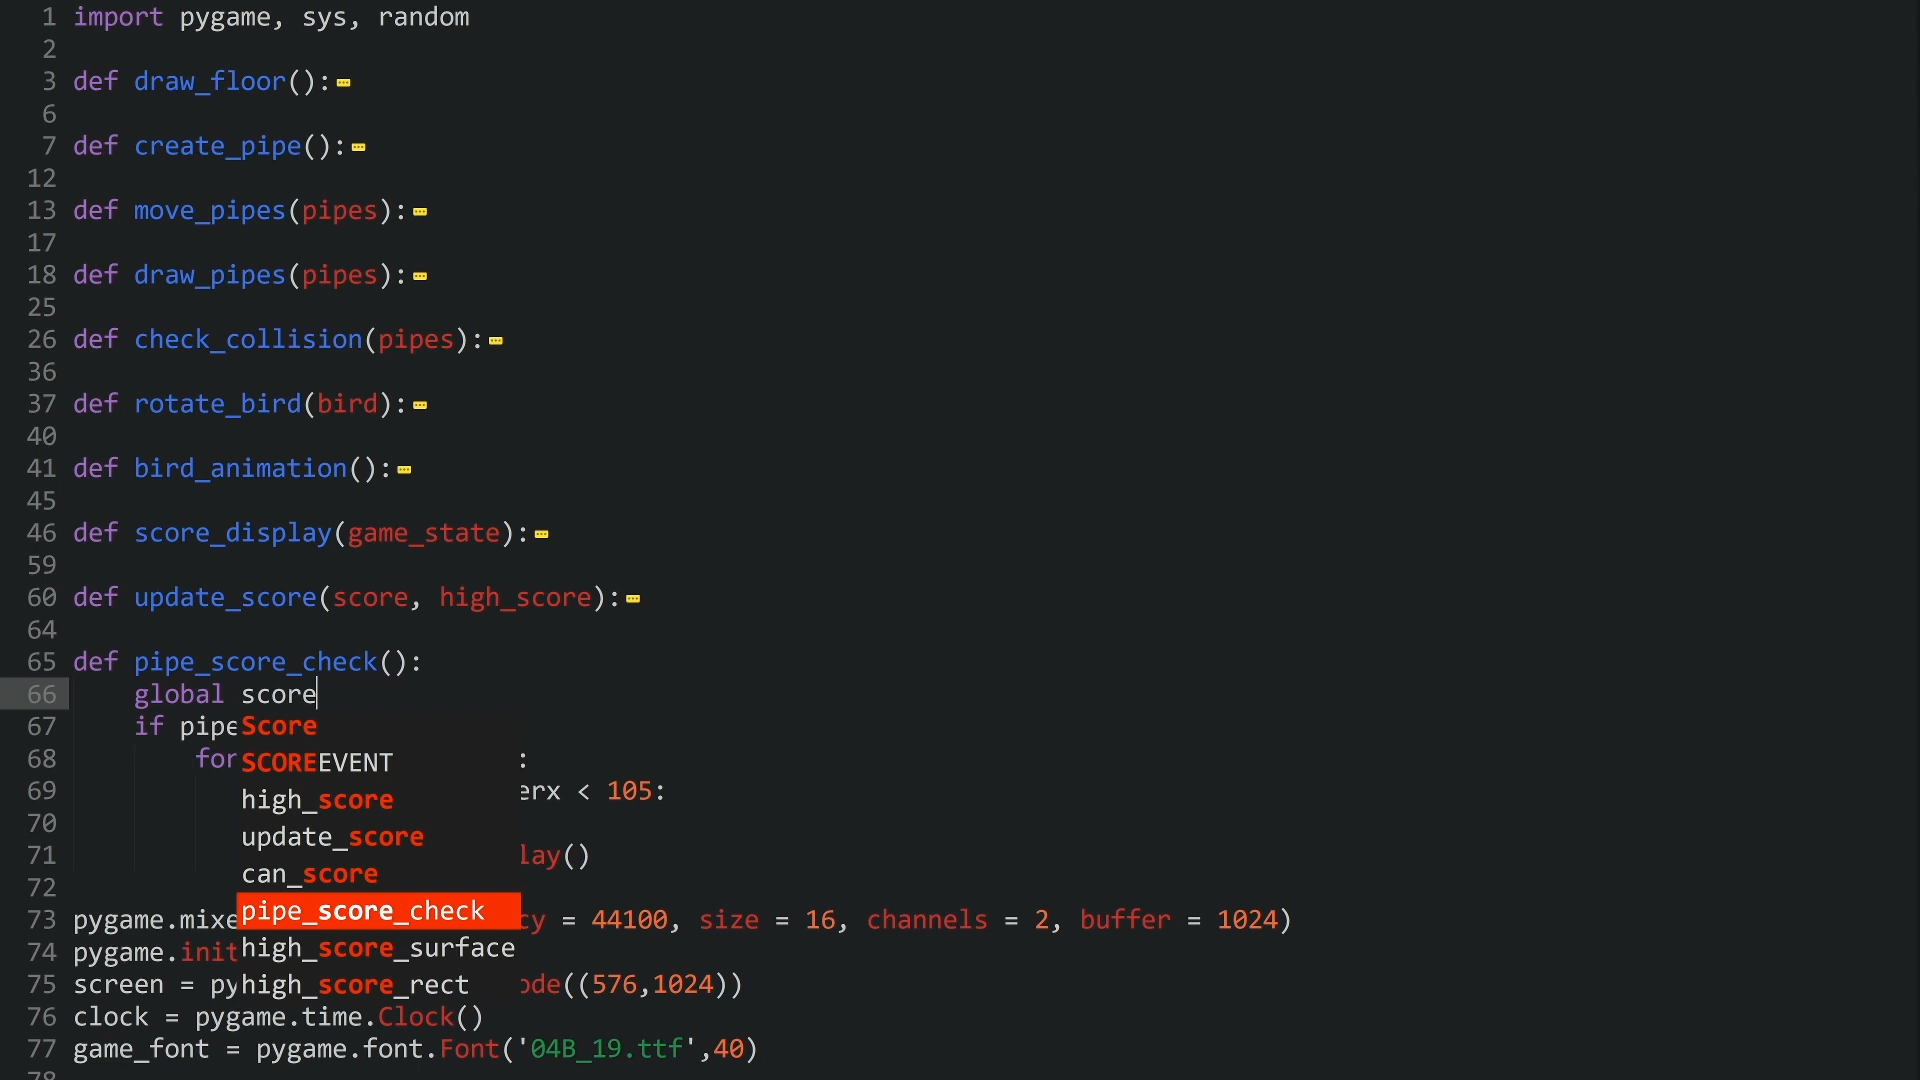 1 import pygame, sys, random
2
3 def draw_floor():
6
7 def create_pipe():
12
13 def move_pipes(pipes):
17
18 def draw_pipes(pipes):
25
26 def check_collision(pipes):
36
37 def rotate_bird(bird):
40
41 def bird_animation():
45
46 def score_display(game_state):
59
60 def update_score(score, high_score):
64
65 def pipe_score_check():
66 global score
67 if pipe
Score
68 for :
SCOREEVENT
69 erx < 105:
high_score
70
update_score
71 lay()
can_score
72
pipe_score_check
73 pygame.mixe cy = 44100, size = 16, channels = 2, buffer = 1024)
high_score_surface
74 pygame.init
high_score_rect
75 screen = py ode((576,1024))
76 clock = pygame.time.Clock()
77 game_font = pygame.font.Font('04B_19.ttf',40)
78